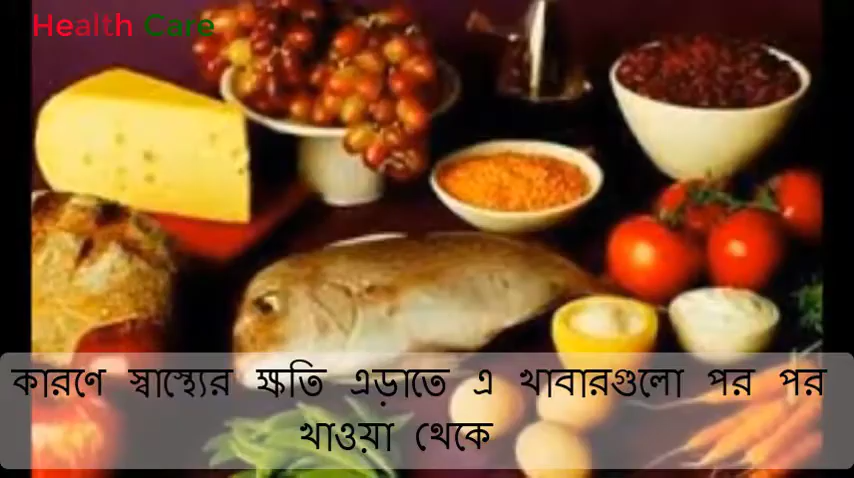 Health Care
কারণে স্বাস্থ্যের ক্ষতি এড়াতে এ খাবারগুলো পর পর
খাওয়া থেকে